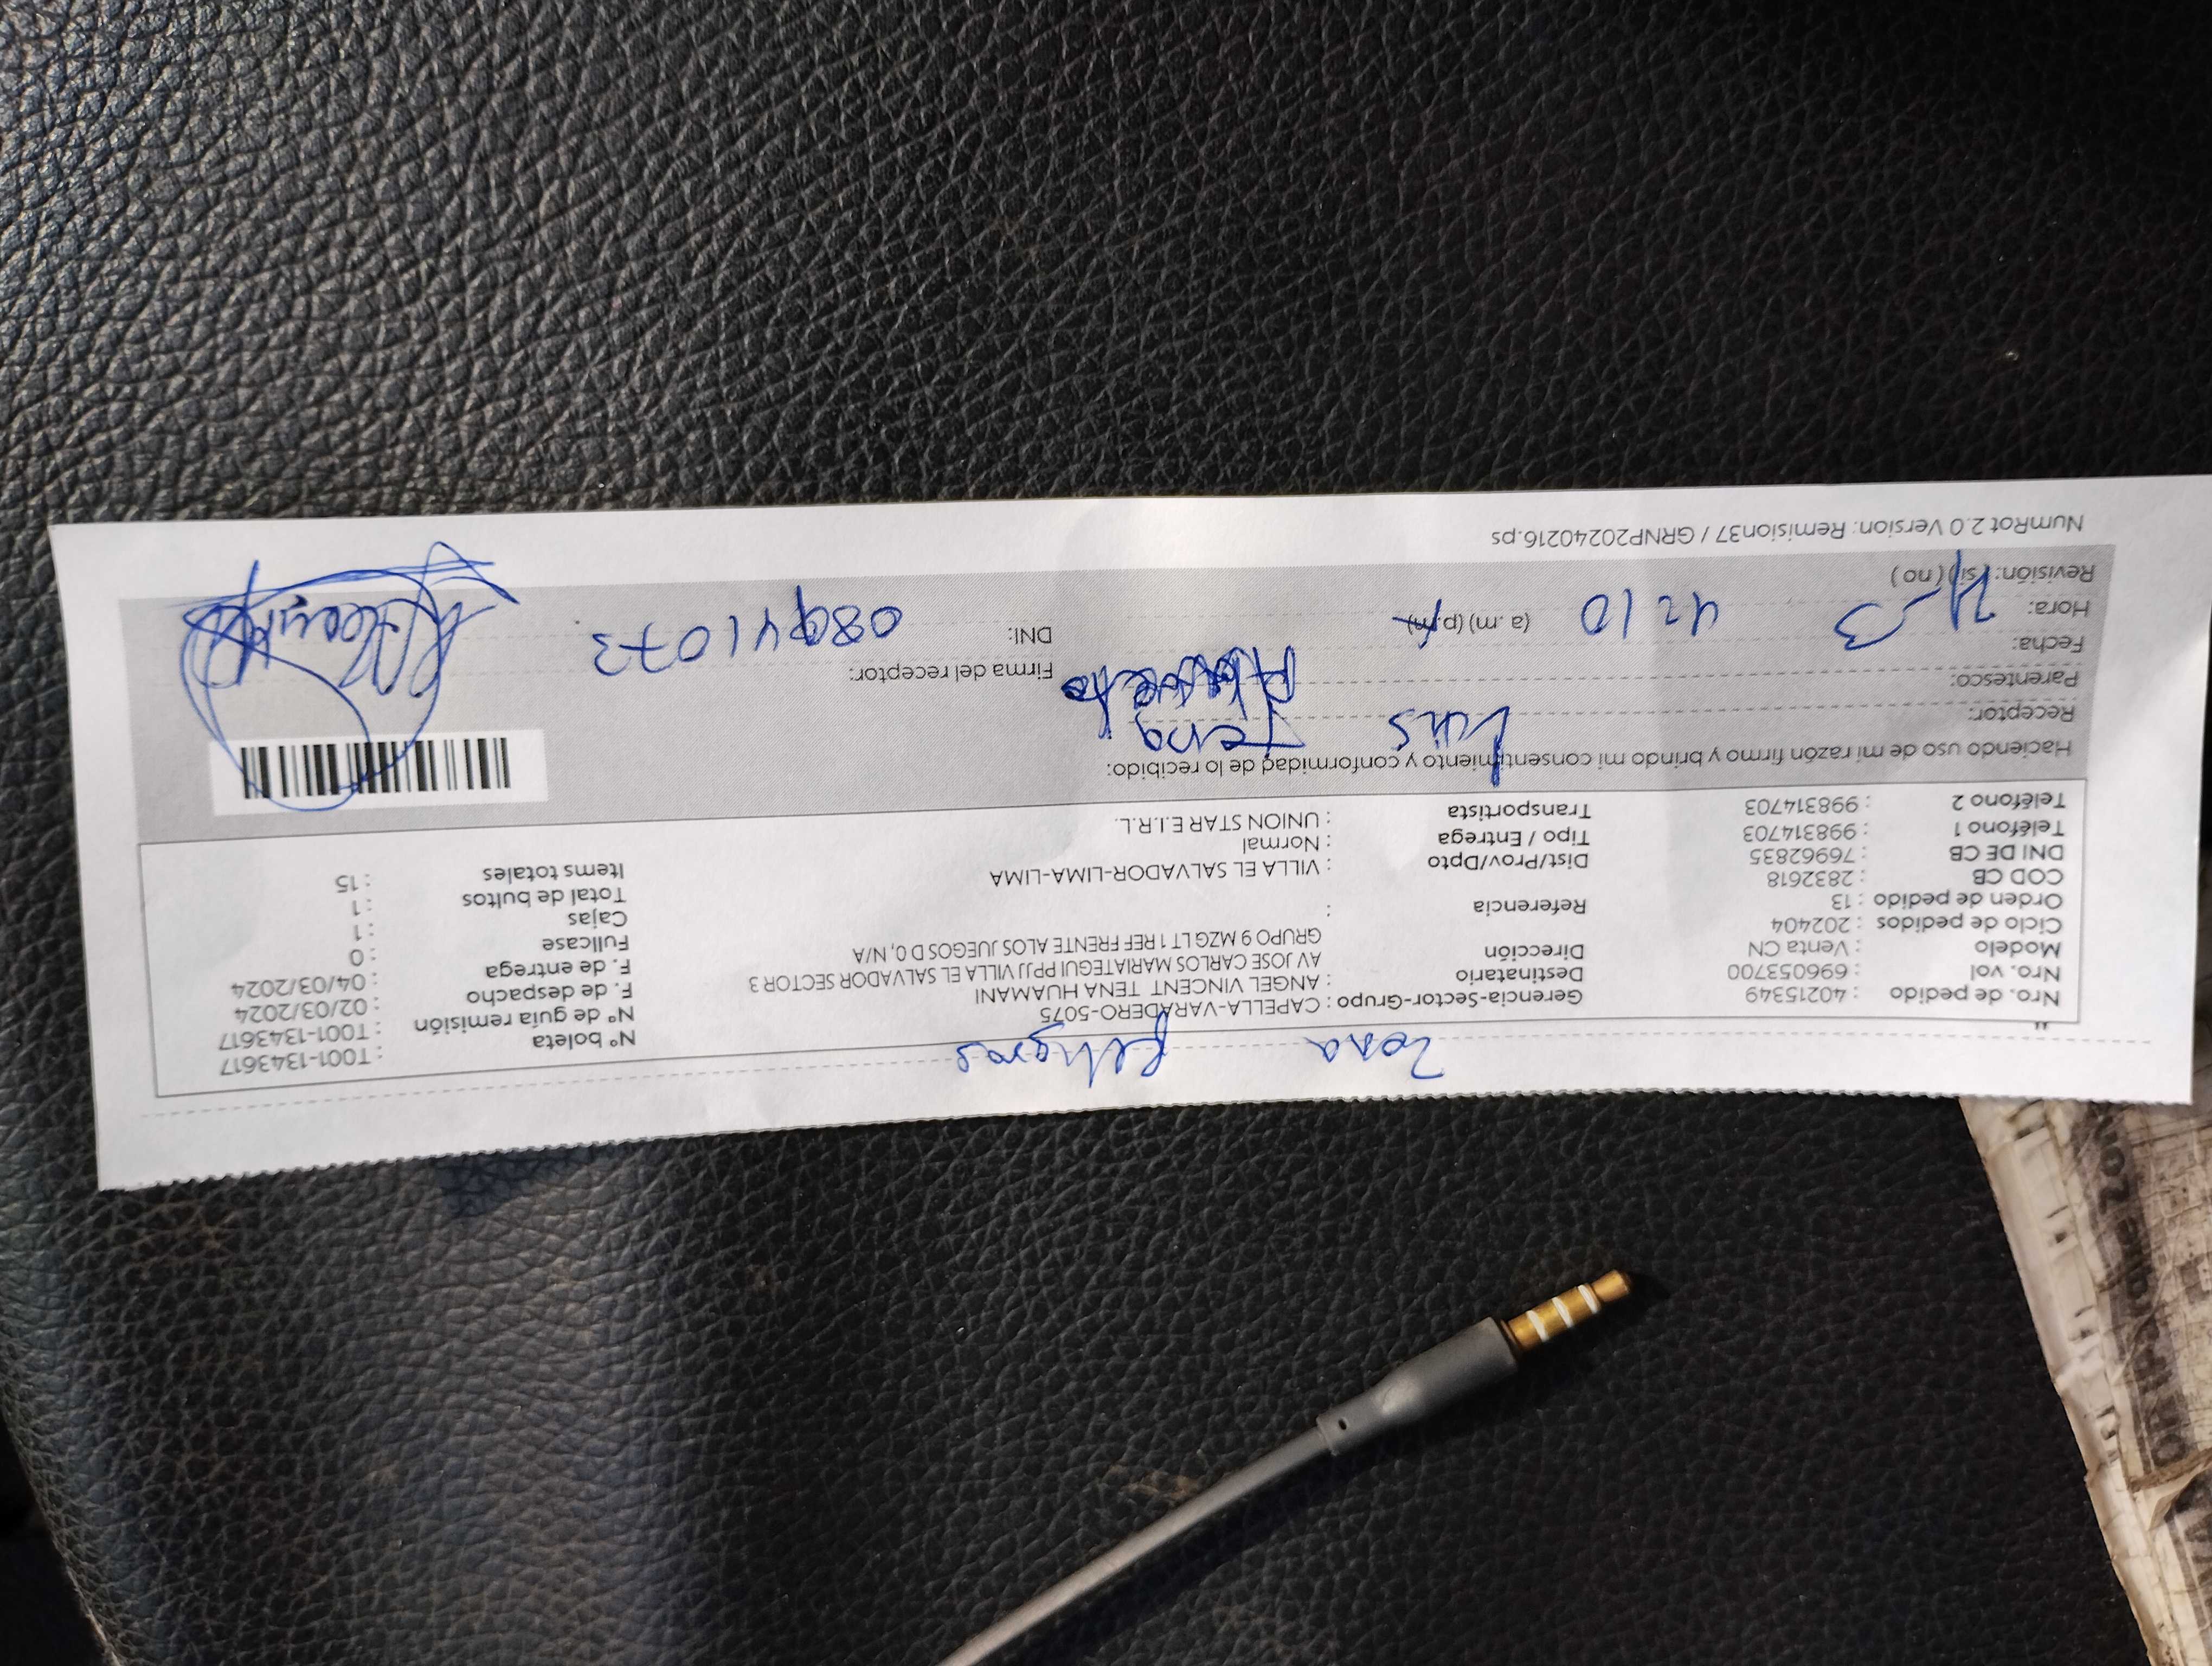 Zona peligrosa
Nro. de pedido : 40215349 Gerencia-Sector-Grupo : CAPELLA-VARADERO-5075 N° boleta : T001-1343617
Nro. vol : 696053700 Destinatario : ANGEL VINCENT TENA HUAMANI N° de guía remisión : T001-1343617
Modelo : Venta CN Dirección AV JOSE CARLOS MARIATEGUI PPJJ VILLA EL SALVADOR SECTOR 3 F. de despacho : 02/03/2024
Ciclo de pedidos : 202404 GRUPO 9 MZG LT 1 REF FRENTE ALOS JUEGOS D 0, N/A F. de entrega : 04/03/2024
Orden de pedido : 13 Referencia : Fullcase : 0
COD CB : 2832618 Cajas : 1
DNI DE CB : 76962835 Dist/Prov/Dpto : VILLA EL SALVADOR-LIMA-LIMA Total de bultos : 1
Teléfono 1 : 998314703 Tipo / Entrega : Normal Items totales : 15
Teléfono 2 : 998314703 Transportista : UNION STAR E.I.R.L.
Haciendo uso de mi razón firmo y brindo mi consentimiento y conformidad de lo recibido:
Receptor: Luis Tena
Parentesco: Firma del receptor:
Fecha: DNI: 08941073
Hora: 4:10 (a.m) (p.m)
Revisión: (si) (no)
NumRot 2.0 Version: Remision37 / GRNP20240216.ps